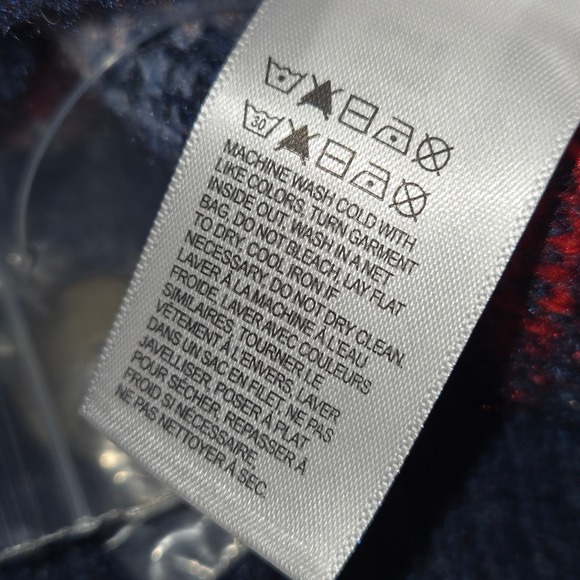 30
MACHINE WASH COLD WITH
LIKE COLORS, TURN GARMENT
INSIDE OUT. WASH IN A NET
BAG, DO NOT BLEACH, LAY FLAT
TO DRY COOL IRON IF
NECESSARY. DO NOT DRY CLEAN.
LAVER À LA MACHINE À L'EAU
FROIDE, LAVER AVEC COULEURS
SIMILAIRES, TOURNER LE
VÊTEMENT À L'ENVERS, LAVER
DANS UN SAC EN FILET, NE PAS
JAVELLISER, POSER À PLAT
POUR SÉCHER, REPASSER À
FROID SI NÉCESSAIRE.
NE PAS NETTOYER À SEC.